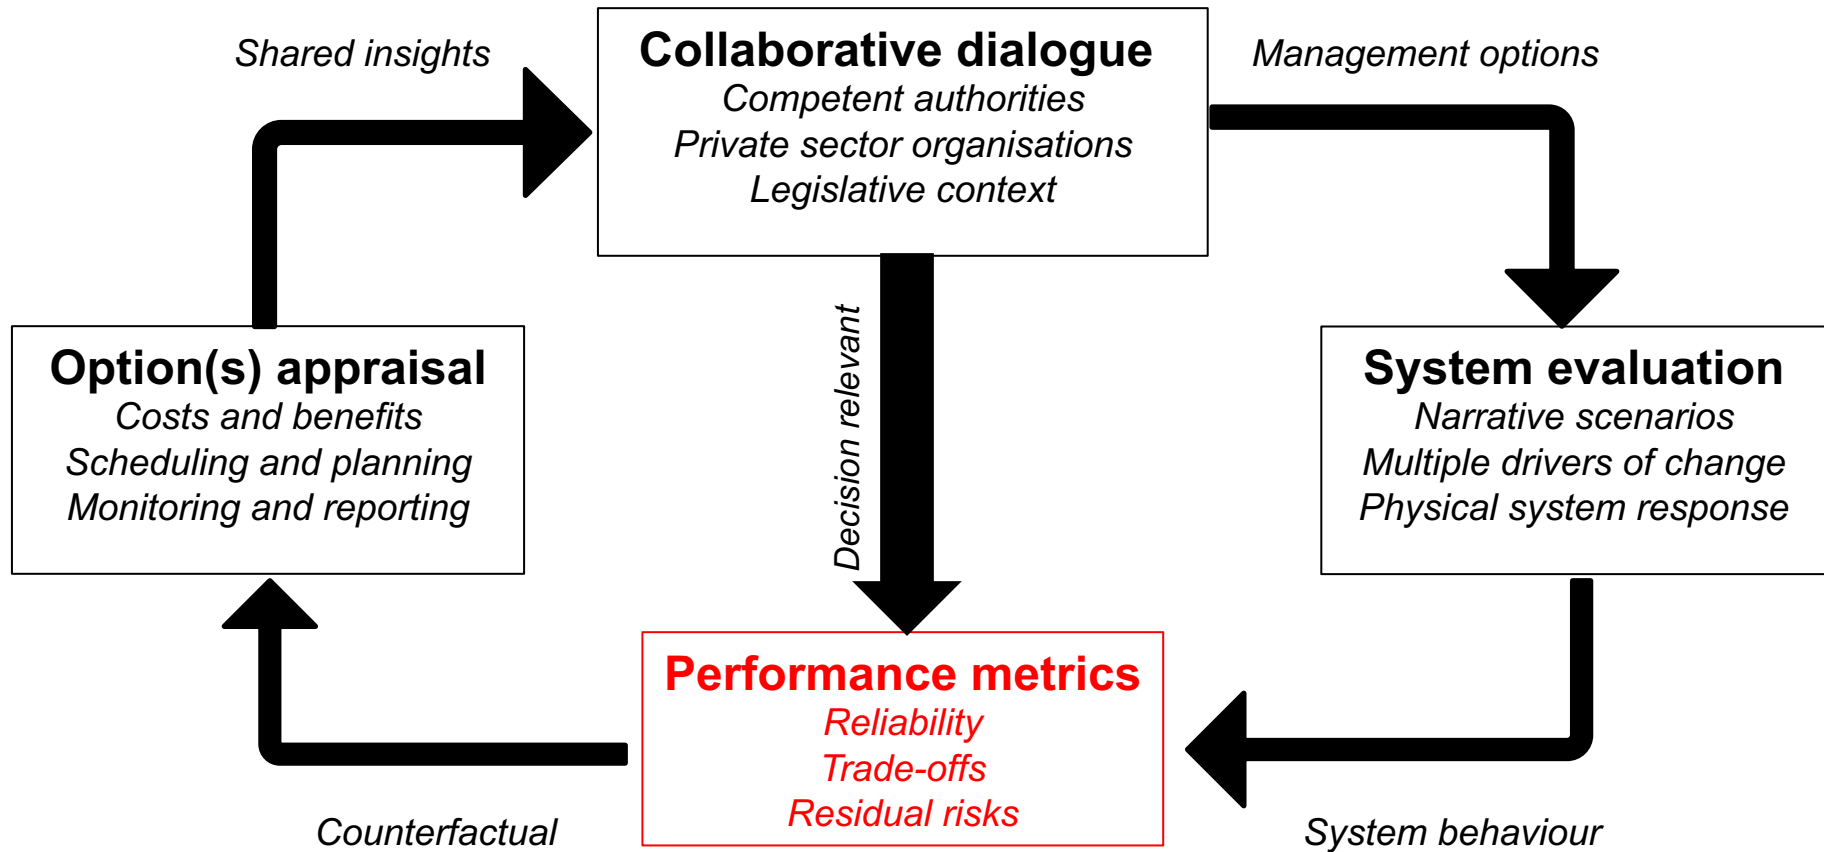 Shared insights
Collaborative dialogue
Competent authorities
Private sector organisations
Legislative context
Management options
Option(s) appraisal
Costs and benefits
Scheduling and planning
Monitoring and reporting
Decision relevant
System evaluation
Narrative scenarios
Multiple drivers of change
Physical system response
Performance metrics
Reliability
Trade-offs
Residual risks
Counterfactual
System behaviour